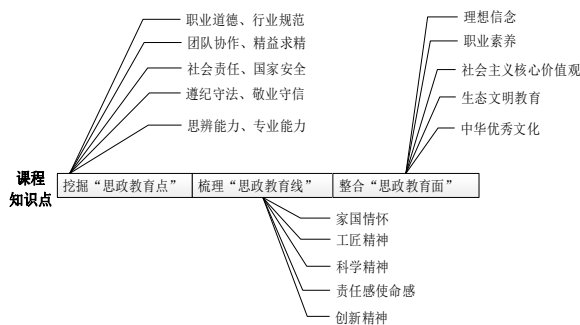 职业道德、行业规范
团队协作、精益求精
社会责任、国家安全
遵纪守法、敬业守信
思辨能力、专业能力
理想信念
职业素养
社会主义核心价值观
生态文明教育
中华优秀文化
课程
知识点
挖掘“思政教育点”
梳理“思政教育线”
整合“思政教育面”
家国情怀
工匠精神
科学精神
责任感使命感
创新精神